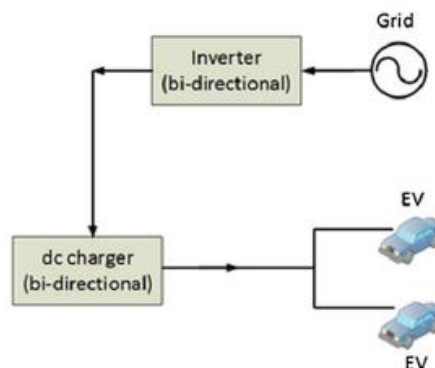 Grid
Inverter
(bi-directional)
EV
dc charger
(bi-directional)
EV